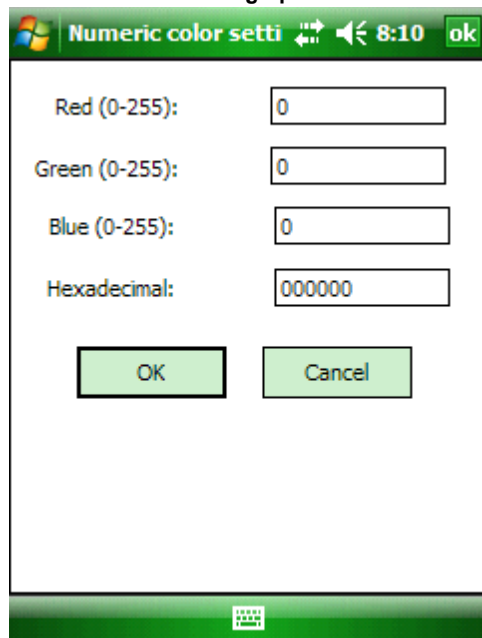 Numeric color setti 8:10 ok
Red (0-255): 0
Green (0-255): 0
Blue (0-255): 0
Hexadecimal: 000000
OK Cancel